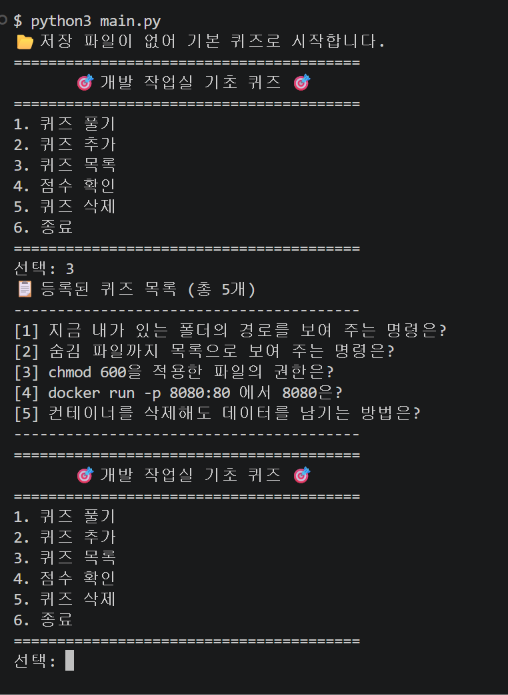 $ python3 main.py
📂 저장 파일이 없어 기본 퀴즈로 시작합니다.
========================================
🎯 개발 작업실 기초 퀴즈 🎯
========================================
1. 퀴즈 풀기
2. 퀴즈 추가
3. 퀴즈 목록
4. 점수 확인
5. 퀴즈 삭제
6. 종료
========================================
선택: 3
📋 등록된 퀴즈 목록 (총 5개)
----------------------------------------
[1] 지금 내가 있는 폴더의 경로를 보여 주는 명령은?
[2] 숨김 파일까지 목록으로 보여 주는 명령은?
[3] chmod 600을 적용한 파일의 권한은?
[4] docker run -p 8080:80 에서 8080은?
[5] 컨테이너를 삭제해도 데이터를 남기는 방법은?
----------------------------------------
========================================
🎯 개발 작업실 기초 퀴즈 🎯
========================================
1. 퀴즈 풀기
2. 퀴즈 추가
3. 퀴즈 목록
4. 점수 확인
5. 퀴즈 삭제
6. 종료
========================================
선택: